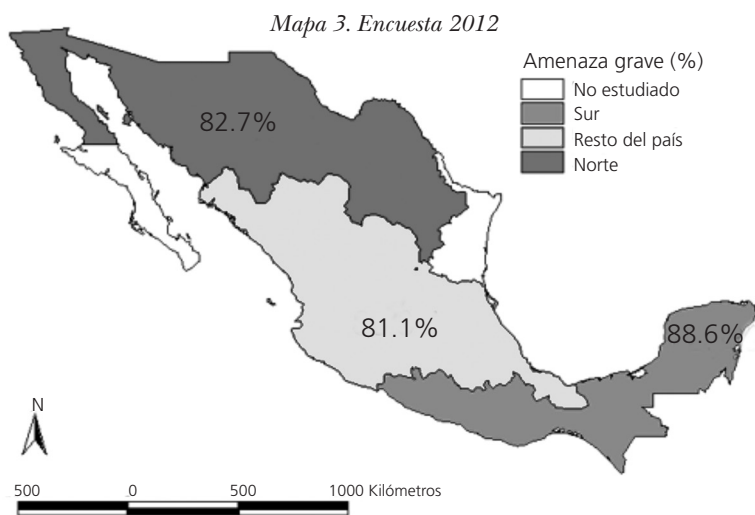 Mapa 3. Encuesta 2012
Amenaza grave (%)
No estudiado
Sur
Resto del país
Norte
82.7%
81.1%
88.6%
N
500 0 500 1000 Kilómetros